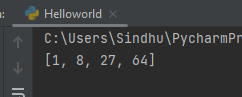 Helloworld
C:\Users\Sindhu\PycharmPr
[1, 8, 27, 64]